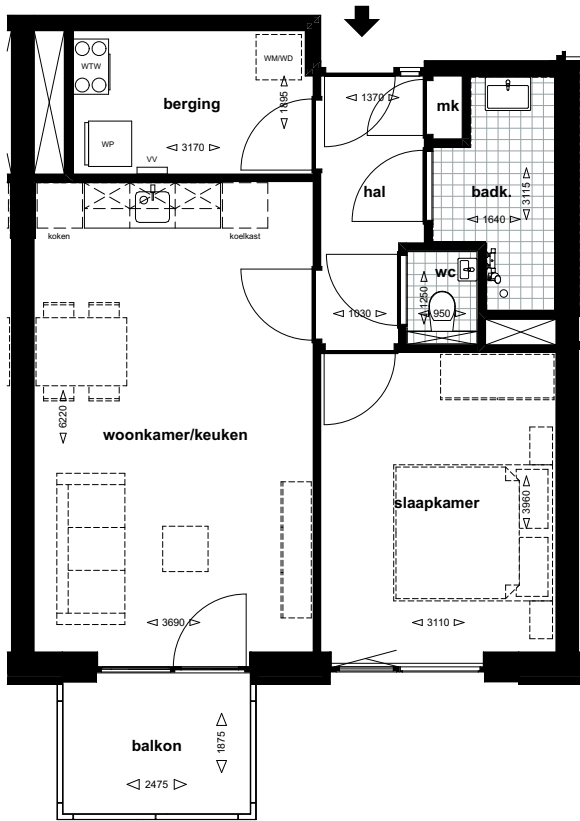 WTW
WM/WD
berging
1895
1370
mk
WP
3170
VV
hal
badk.
3115
1640
koken
koelkast
wc
1250
950
1030
6220
woonkamer/keuken
slaapkamer
3960
3690
3110
balkon
1875
2475